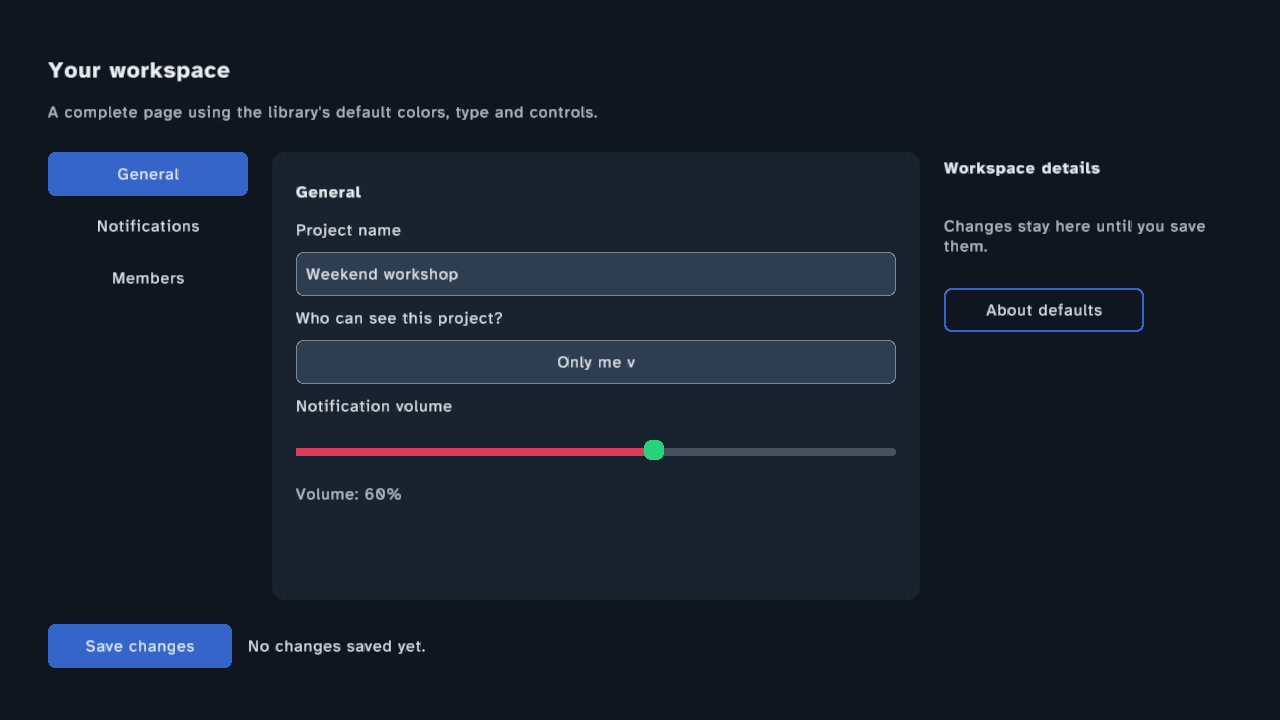 Your workspace
A complete page using the library's default colors, type and controls.
General
Notifications
Members
General
Project name
Weekend workshop
Who can see this project?
Only me v
Notification volume
Volume: 60%
Workspace details
Changes stay here until you save
them.
About defaults
Save changes
No changes saved yet.